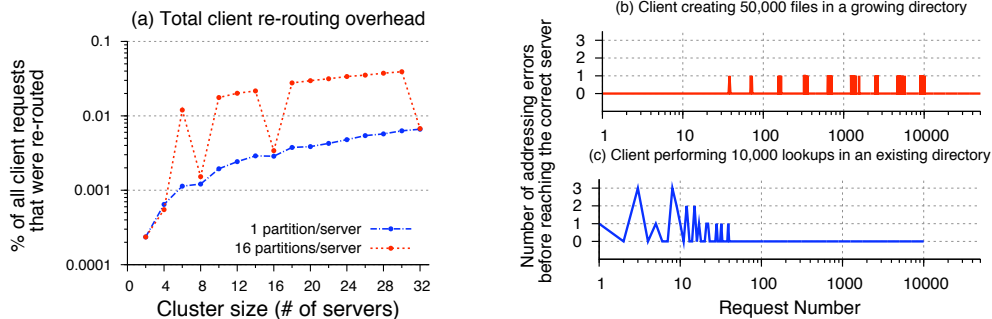 (a) Total client re-routing overhead
% of all client requests
that were re-routed
0.1
0.01
0.001
0.0001
1 partition/server
16 partitions/server
0 4 8 12 16 20 24 28 32
Cluster size (# of servers)
(b) Client creating 50,000 files in a growing directory
Number of addressing errors
before reaching the correct server
3
2
1
0
1 10 100 1000 10000
(c) Client performing 10,000 lookups in an existing directory
3
2
1
0
1 10 100 1000 10000
Request Number